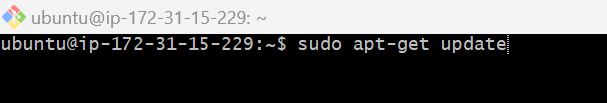 ubuntu@ip-172-31-15-229: ~
ubuntu@ip-172-31-15-229:~$ sudo apt-get update